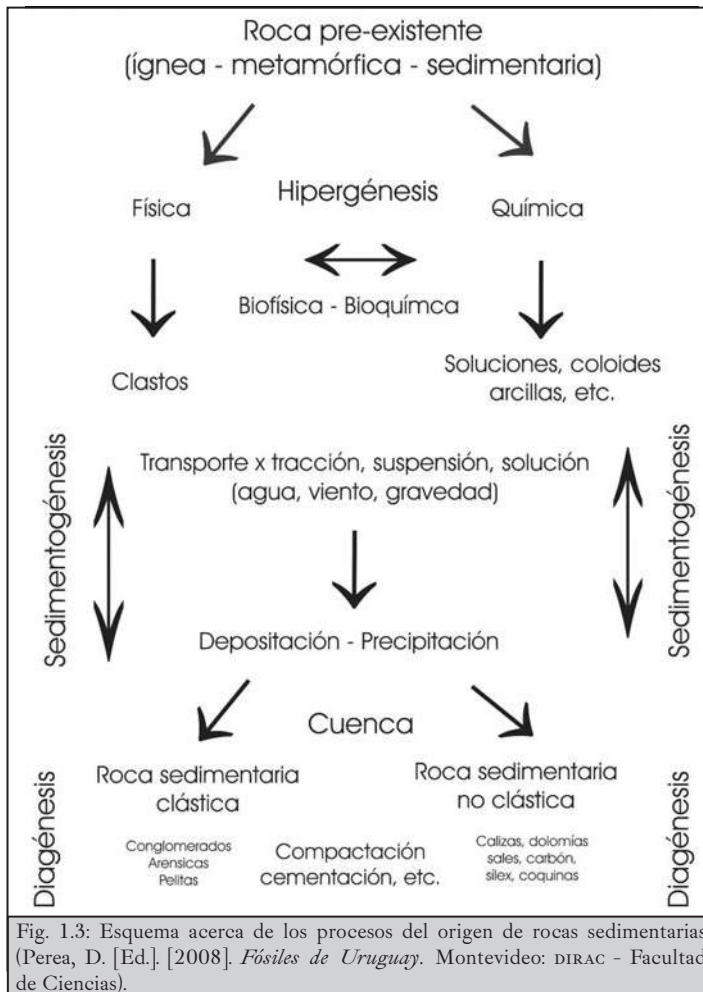 Roca pre-existente
(ígnea - metamórfica - sedimentaria)
Hipergénesis
Física
Química
Biofísica - Bioquímca
Clastos
Soluciones, coloides
arcillas, etc.
Sedimentogénesis
Transporte x tracción, suspensión, solución
(agua, viento, gravedad)
Sedimentogénesis
Depositación - Precipitación
Cuenca
Diagénesis
Roca sedimentaria
clástica
Roca sedimentaria
no clástica
Diagénesis
Conglomerados
Arensicas
Pelitas
Compactación
cementación, etc.
Calizas, dolomías
sales, carbón,
silex, coquinas
Fig. 1.3: Esquema acerca de los procesos del origen de rocas sedimentarias
(Perea, D. [Ed.]. [2008]. Fósiles de Uruguay. Montevideo: DIRAC - Facultad
de Ciencias).